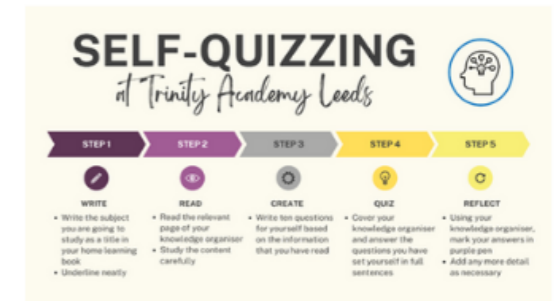 SELF-QUIZZING
at Trinity Academy Leeds
STEP 1
STEP 2
STEP 3
STEP 4
STEP 5
WRITE
• Write the subject
you are going to
study as a title in
your home learning
book
• Underline neatly
READ
• Read the relevant
page of your
knowledge organiser
• Study the content
carefully
CREATE
• Write ten questions
for yourself based
on the information
that you have read
QUIZ
• Cover your
knowledge organiser
and answer the
questions you have
set yourself in full
sentences
REFLECT
• Using your
knowledge organiser,
mark your answers in
purple pen
• Add any more detail
as necessary